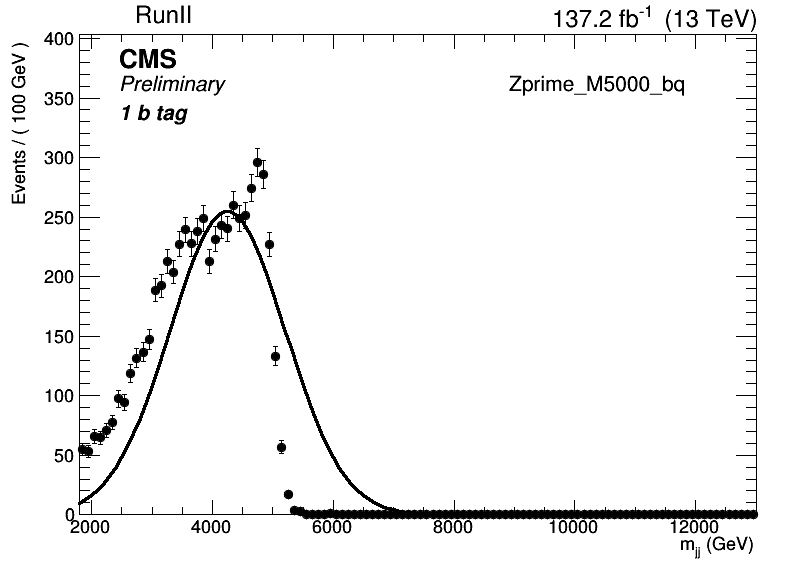 RunII
137.2 fb⁻¹ (13 TeV)
CMS
Preliminary
1 b tag
Zprime_M5000_bq
Events / ( 100 GeV )
400
350
300
250
200
150
100
50
0
2000 4000 6000 8000 10000 12000
m_jj (GeV)